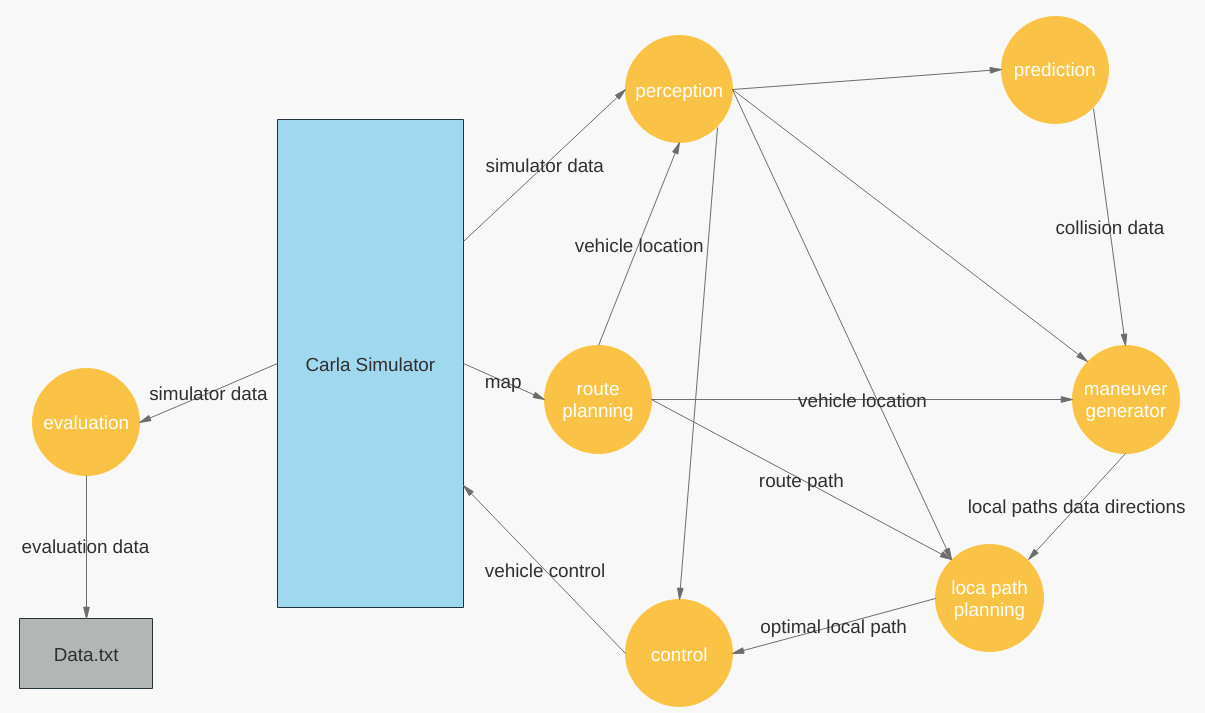 prediction
perception
simulator data
collision data
vehicle location
Carla Simulator
map
route
planning
maneuver
generator
simulator data
vehicle location
evaluation
route path
local paths data directions
evaluation data
vehicle control
loca path
planning
optimal local path
Data.txt
control